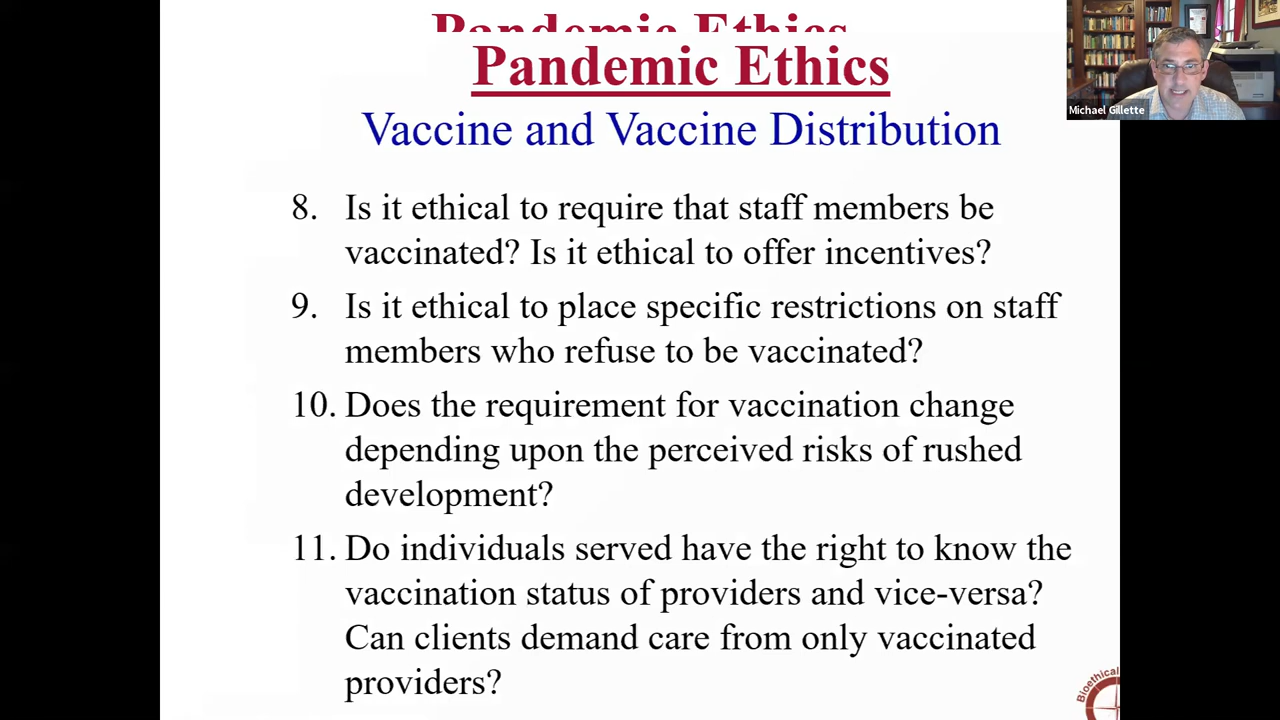 Pandemic Ethics
Pandemic Ethics
Michael Gillette
Vaccine and Vaccine Distribution
8. Is it ethical to require that staff members be
vaccinated? Is it ethical to offer incentives?
9. Is it ethical to place specific restrictions on staff
members who refuse to be vaccinated?
10. Does the requirement for vaccination change
depending upon the perceived risks of rushed
development?
11. Do individuals served have the right to know the
vaccination status of providers and vice-versa?
Can clients demand care from only vaccinated
providers?
Bioethical